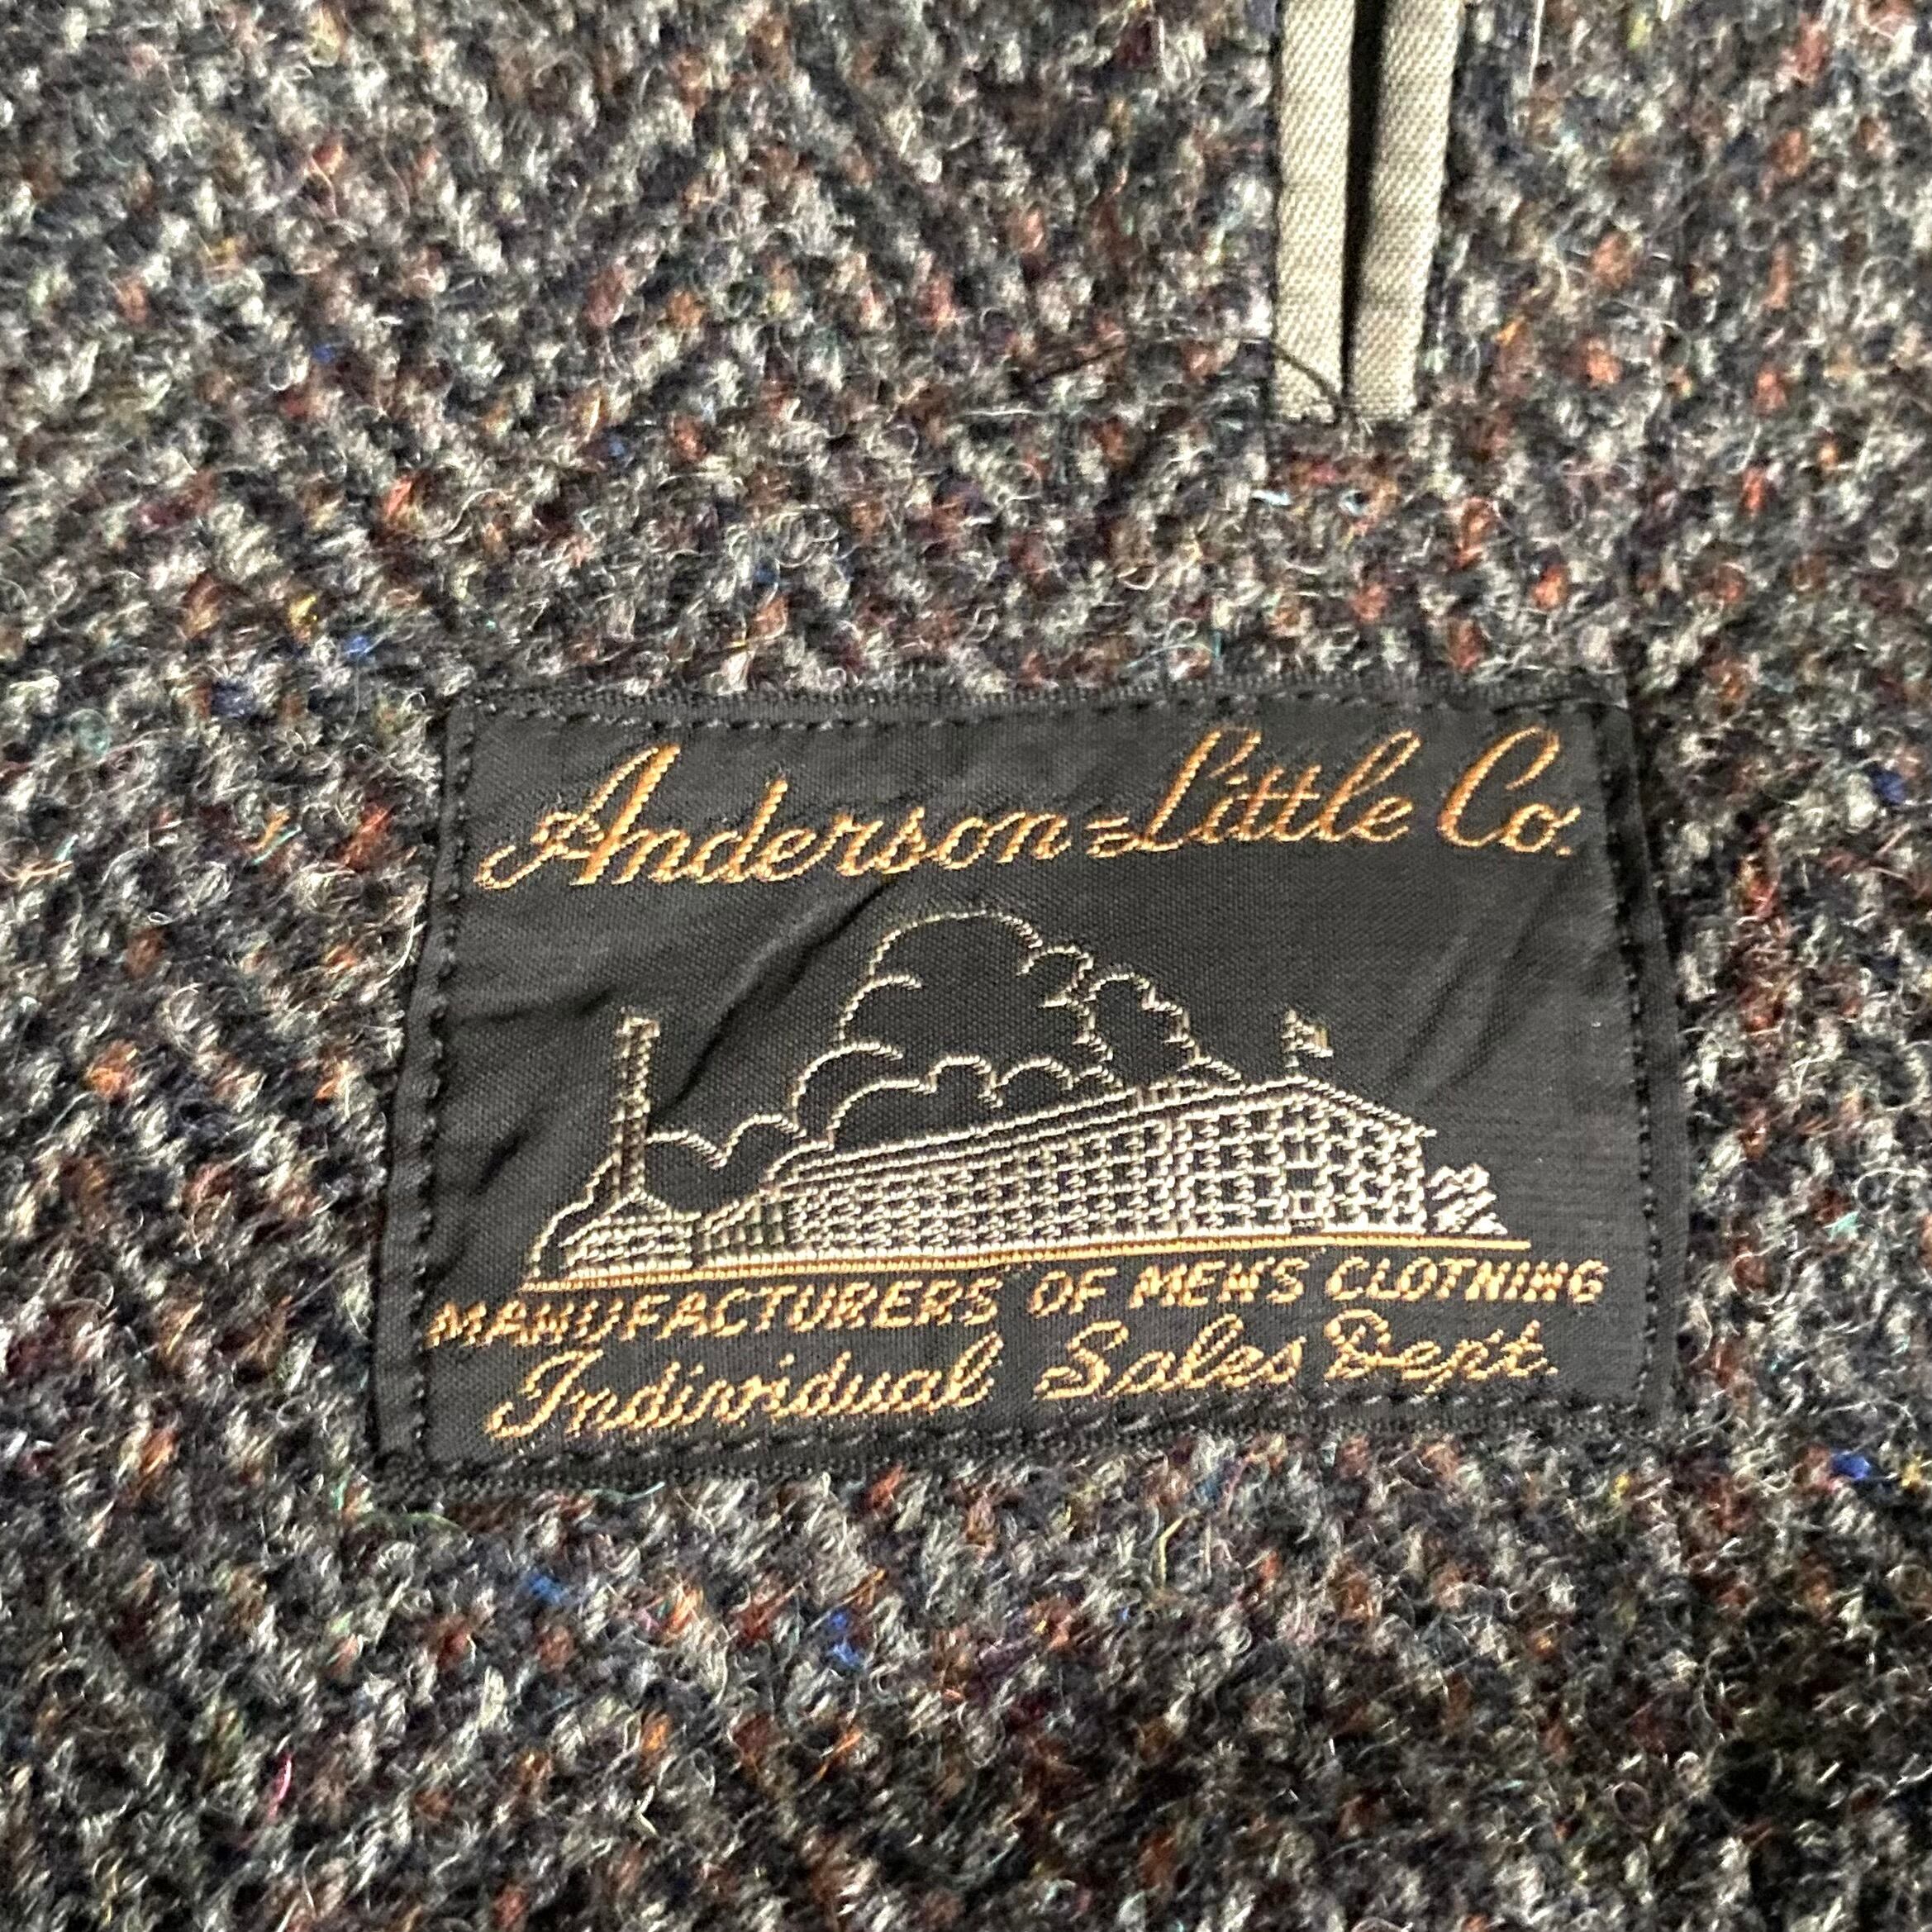 Anderson=Little Co.
MANUFACTURERS OF MEN'S CLOTHING
Individual Sales Dept.